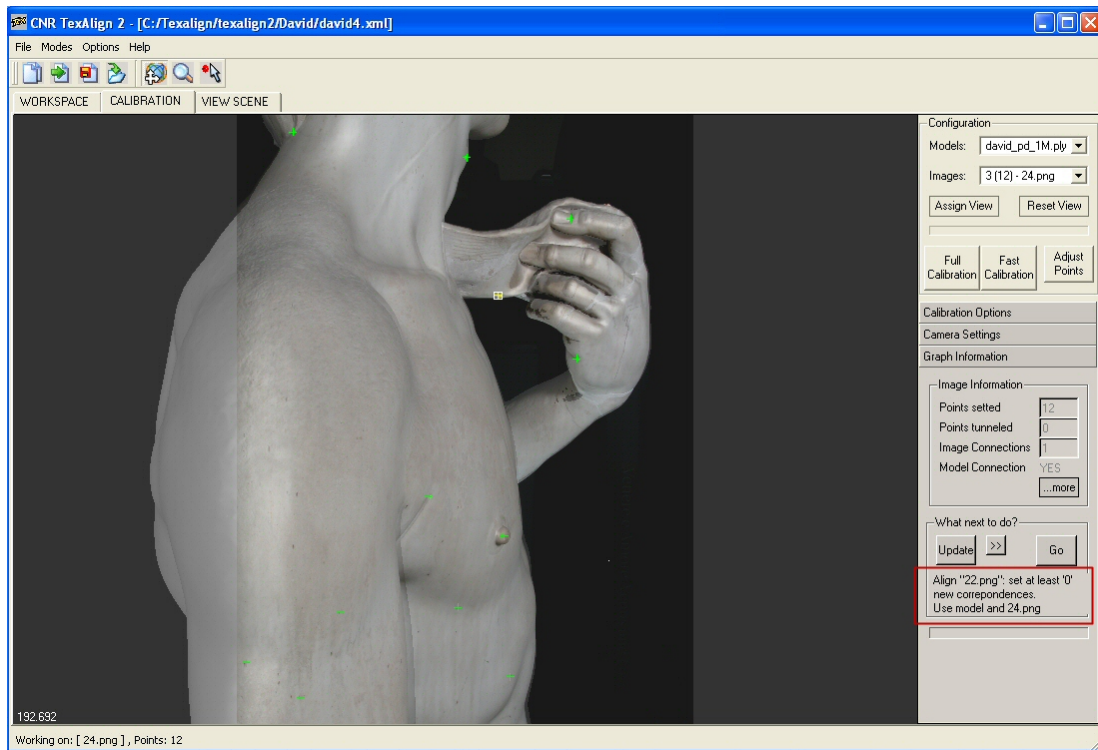 CNR TexAlign 2 - [C:/Texalign/texalign2/David/david4.xml]
File Modes Options Help
WORKSPACE CALIBRATION VIEW SCENE
Configuration
Models: david_pd_1M.ply
Images: 3 (12) - 24.png
Assign View Reset View
Full Calibration Fast Calibration Adjust Points
Calibration Options
Camera Settings
Graph Information
Image Information
Points setted 12
Points tunneled 0
Image Connections 1
Model Connection YES
...more
What next to do?
Update >> Go
Align "22.png": set at least '0'
new correpondences.
Use model and 24.png
192.692
Working on: [ 24.png ] , Points: 12